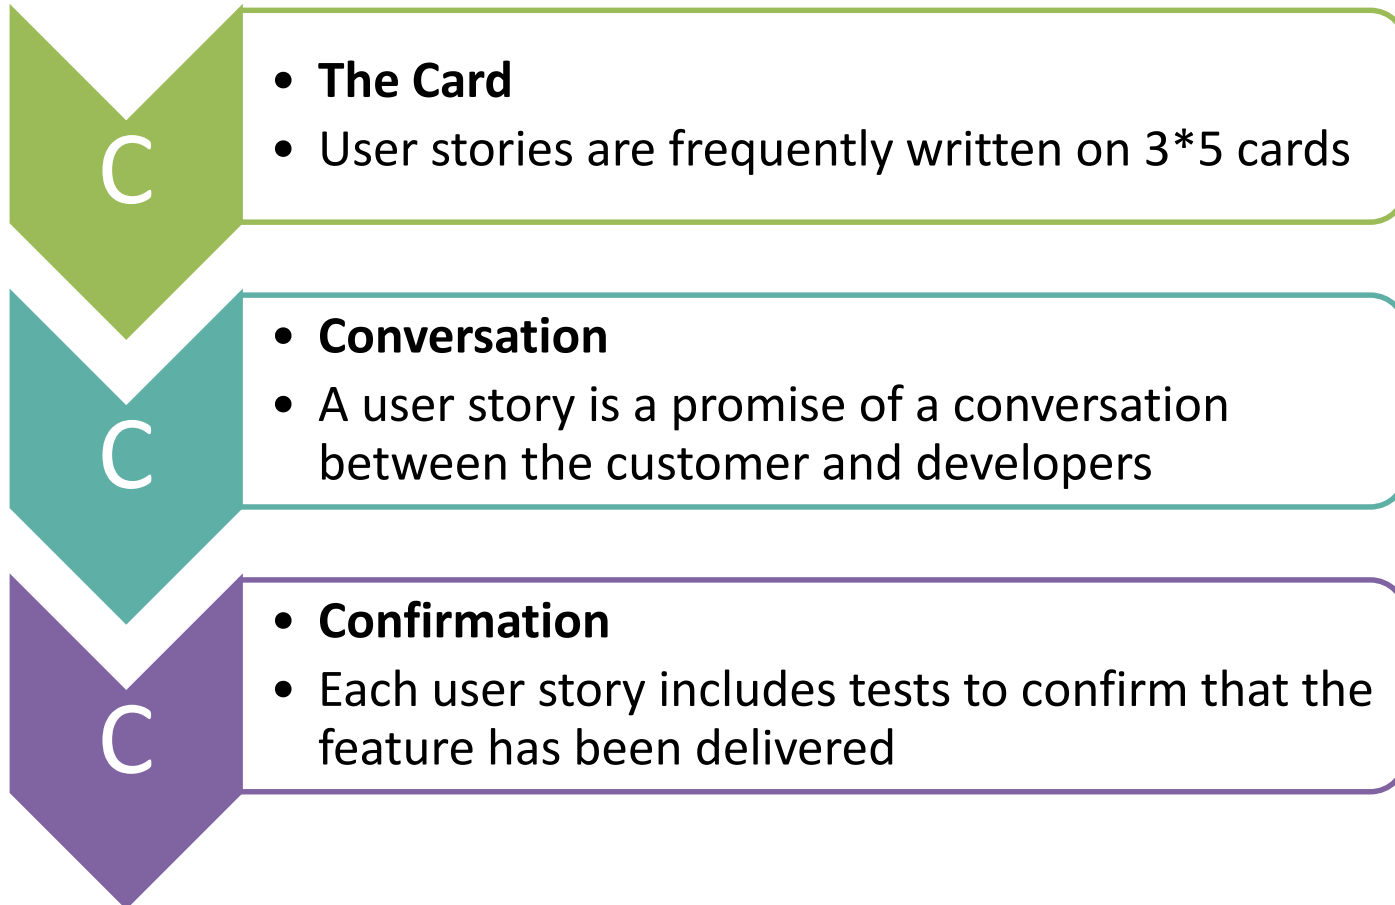 C
• The Card
• User stories are frequently written on 3*5 cards
C
• Conversation
• A user story is a promise of a conversation
between the customer and developers
C
• Confirmation
• Each user story includes tests to confirm that the
feature has been delivered